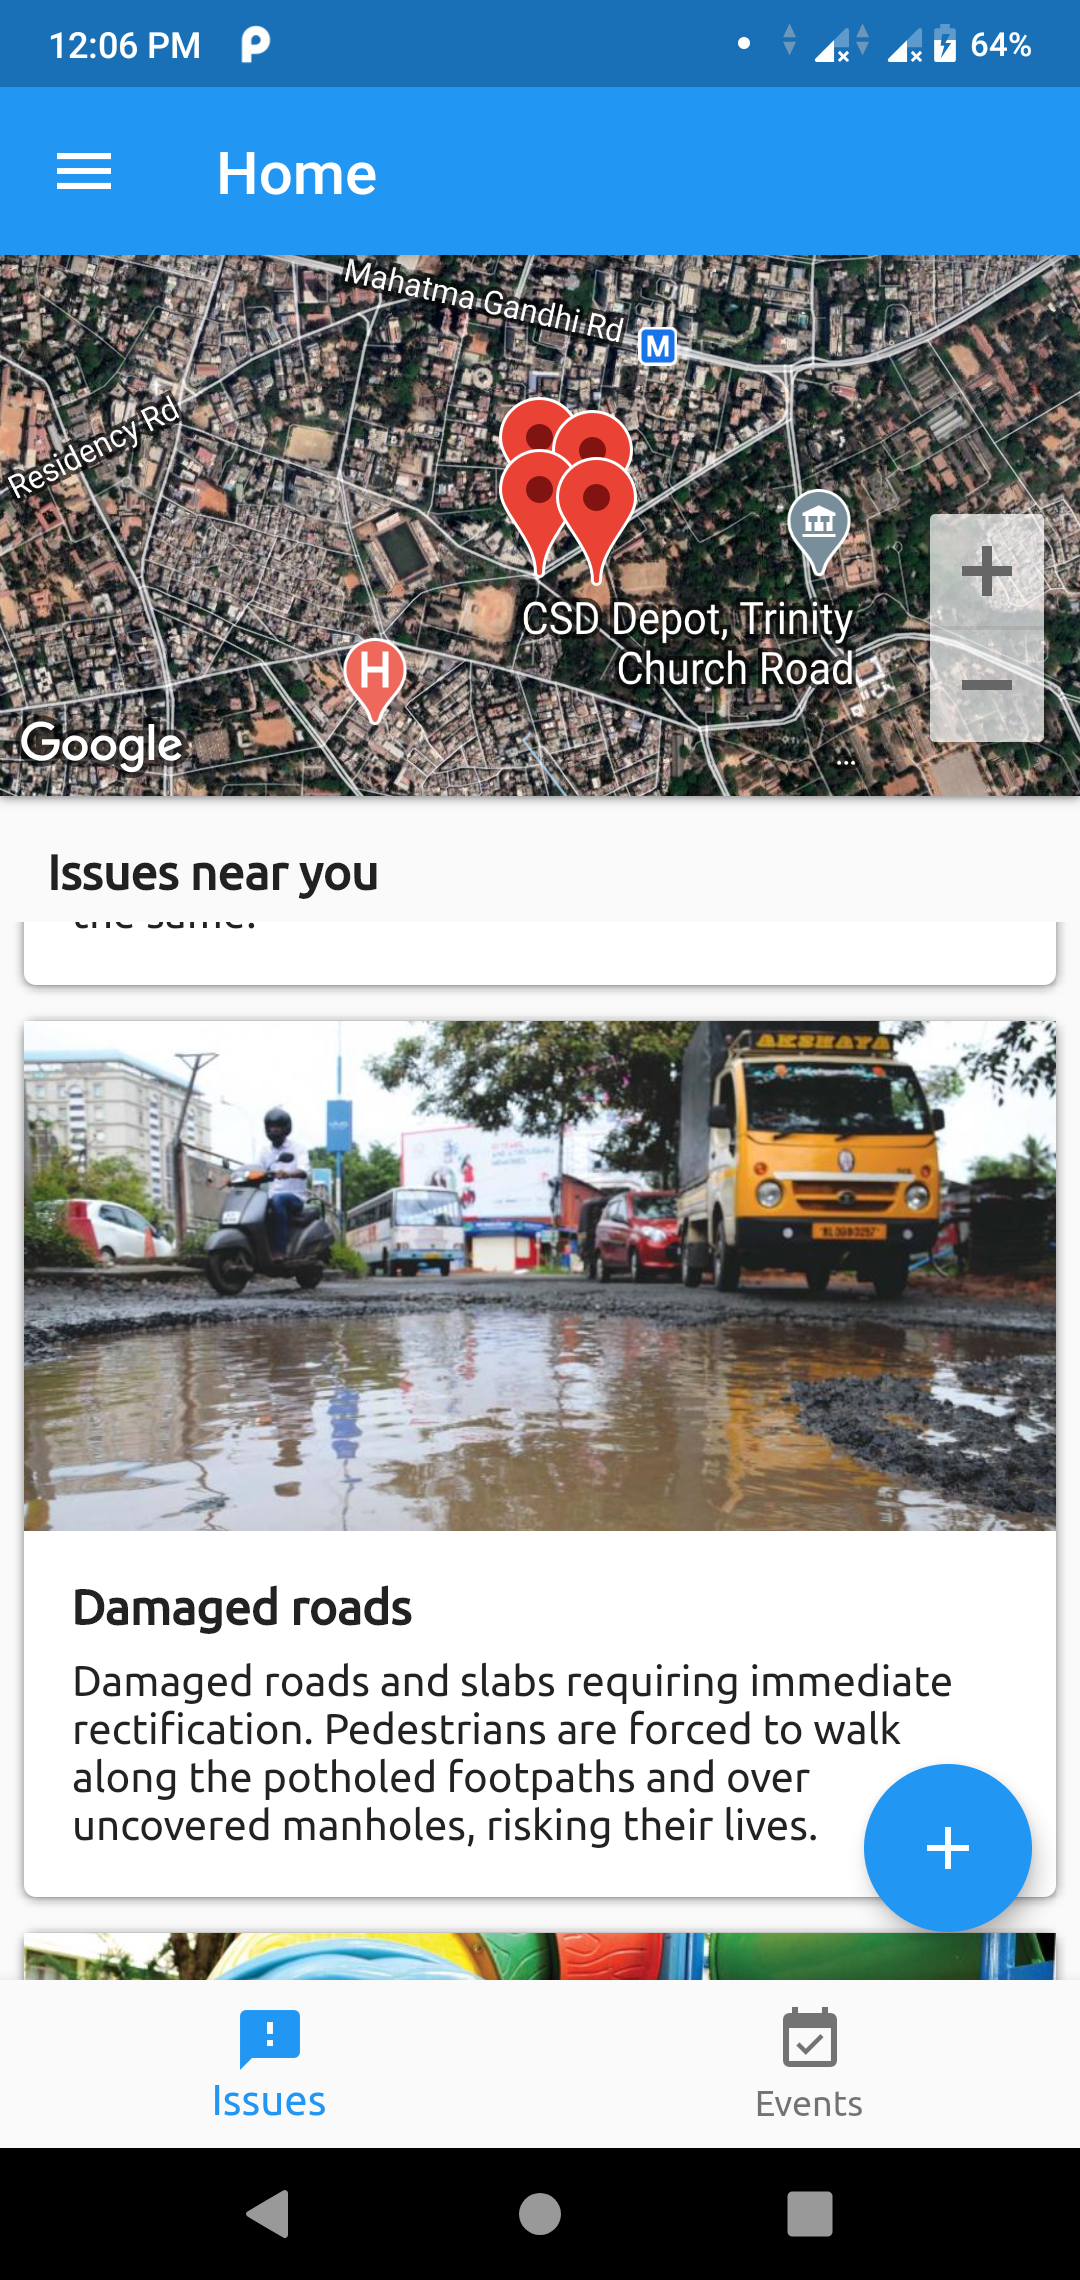 12:06 PM
64%
Home
Mahatma Gandhi Rd
M
Residency Rd
CSD Depot, Trinity
Church Road
H
Google
...
Issues near you
the same.
AKSHAYA
Damaged roads
Damaged roads and slabs requiring immediate
rectification. Pedestrians are forced to walk
along the potholed footpaths and over
uncovered manholes, risking their lives.
Issues
Events